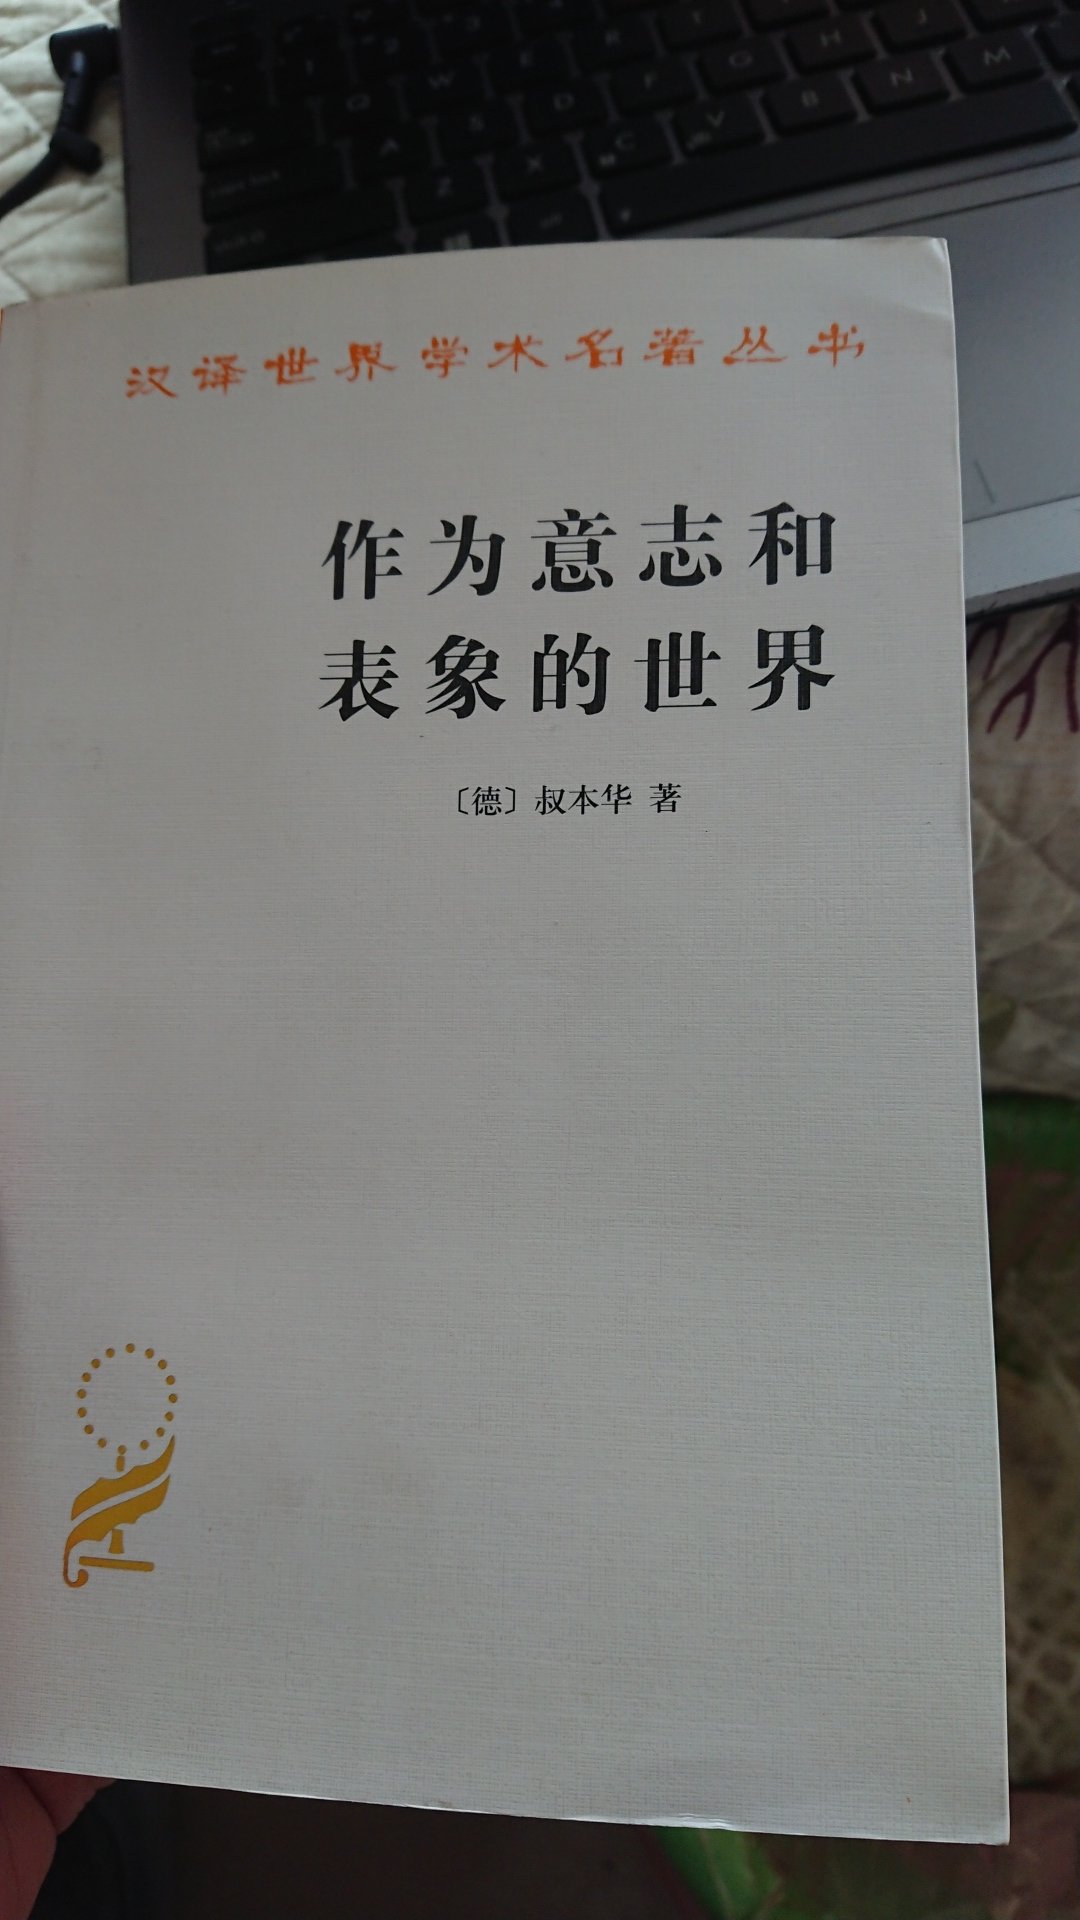 Q W E R T Y U
A S D F G H J
Z X C V B N M
汉译世界学术名著丛书
作为意志和
表象的世界
〔德〕叔本华 著